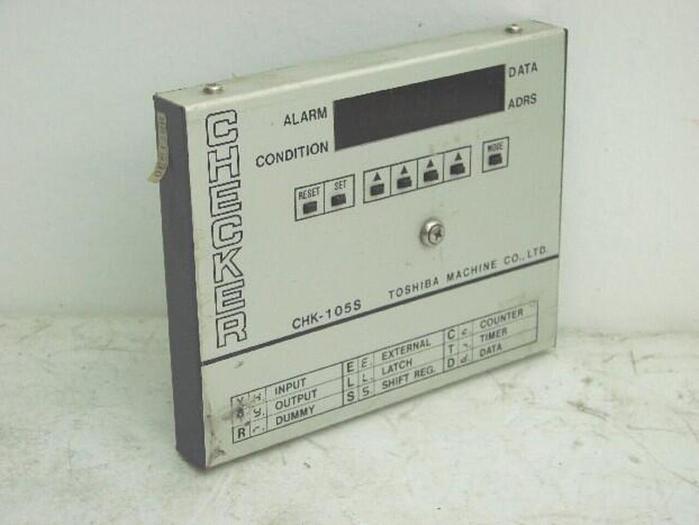 CHECKER
ALARM
DATA
CONDITION
ADRS
RESET SET
MODE
CHK-105S TOSHIBA MACHINE CO., LTD.
X INPUT
OUTPUT
R r. DUMMY
E E. EXTERNAL
L L. LATCH
S S. SHIFT REG.
C c. COUNTER
T TIMER
D d. DATA